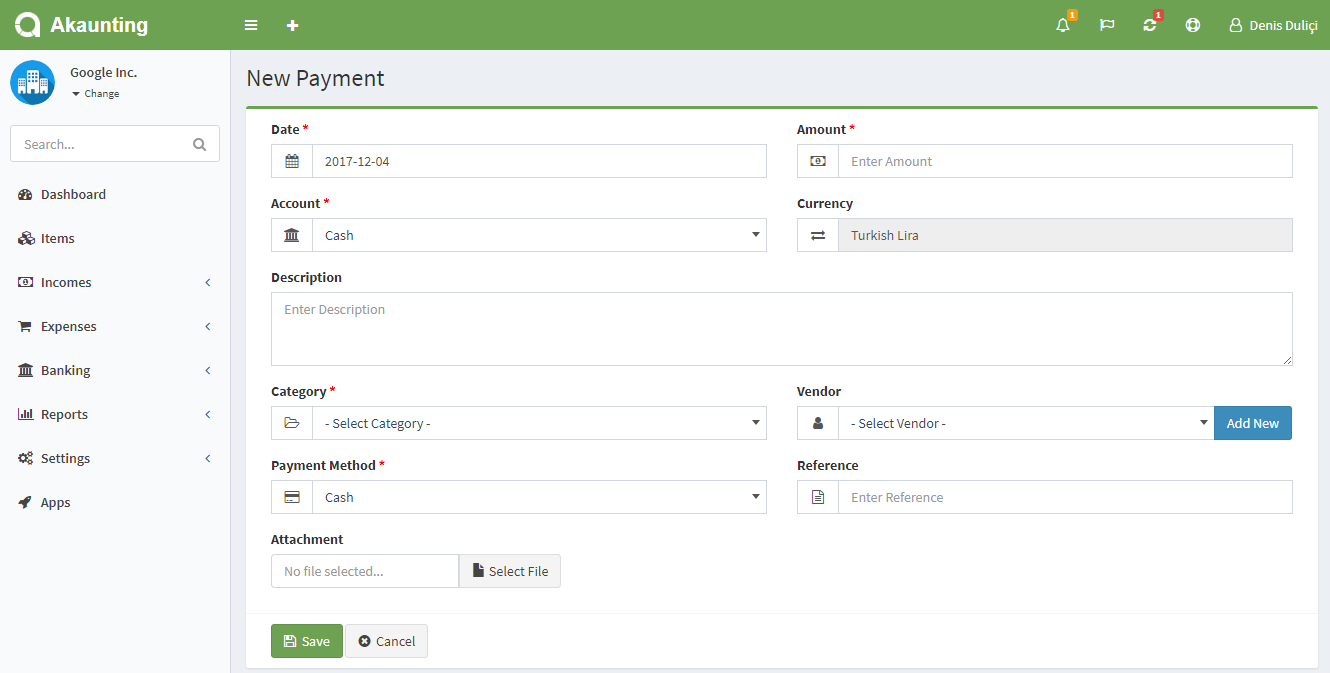 Akaunting
1
1
Denis Duliçi
Google Inc.
Change
Search...
Dashboard
Items
Incomes
Expenses
Banking
Reports
Settings
Apps
New Payment
Date *
Amount *
2017-12-04
Enter Amount
Account *
Currency
Cash
Turkish Lira
Description
Enter Description
Category *
Vendor
- Select Category -
- Select Vendor -
Add New
Payment Method *
Reference
Cash
Enter Reference
Attachment
No file selected...
Select File
Save
Cancel